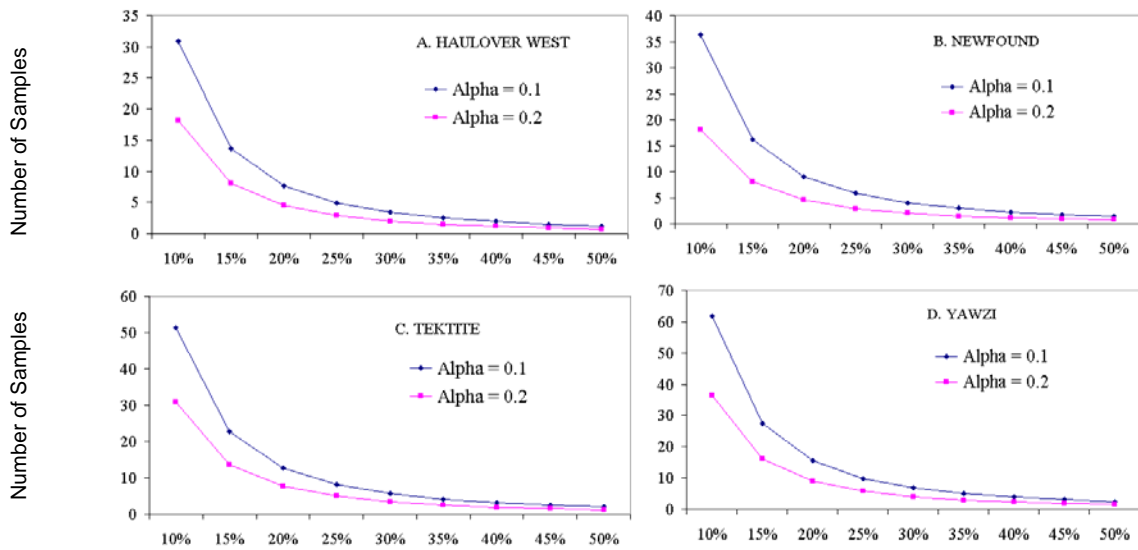 Number of Samples
35
30
25
20
15
10
5
0
A. HAULOVER WEST
Alpha = 0.1
Alpha = 0.2
10% 15% 20% 25% 30% 35% 40% 45% 50%
40
35
30
25
20
15
10
5
0
B. NEWFOUND
Alpha = 0.1
Alpha = 0.2
10% 15% 20% 25% 30% 35% 40% 45% 50%
Number of Samples
60
50
40
30
20
10
0
C. TEKTITE
Alpha = 0.1
Alpha = 0.2
10% 15% 20% 25% 30% 35% 40% 45% 50%
70
60
50
40
30
20
10
0
D. YAWZI
Alpha = 0.1
Alpha = 0.2
10% 15% 20% 25% 30% 35% 40% 45% 50%